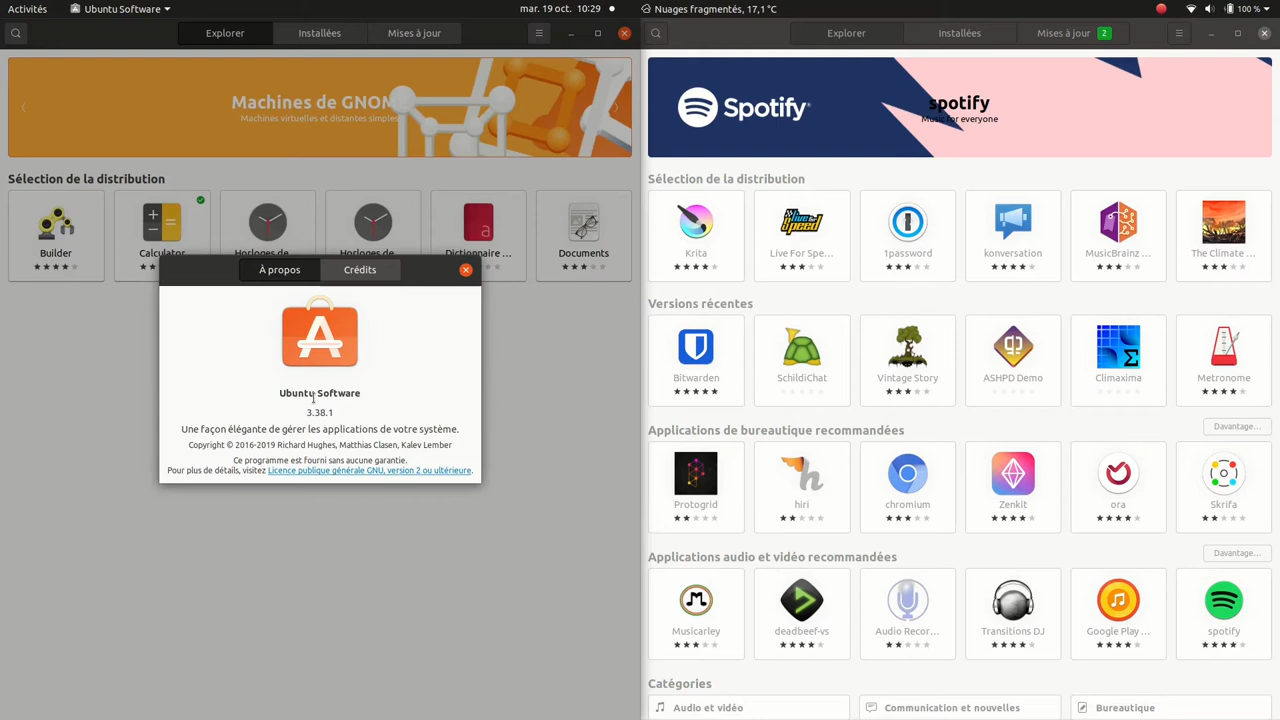 Activités
Ubuntu Software
mar. 19 oct. 10:29
Nuages fragmentés, 17,1 °C
100 %
Explorer
Installées
Mises à jour
Machines de GNOM
Machines virtuelles et distantes simples
Sélection de la distribution
Builder
Calculator
Horloges de
Horloges de
Dictionnaire ...
Documents
À propos
Crédits
Ubuntu Software
3.38.1
Une façon élégante de gérer les applications de votre système.
Copyright © 2016-2019 Richard Hughes, Matthias Clasen, Kalev Lember
Ce programme est fourni sans aucune garantie.
Pour plus de détails, visitez Licence publique générale GNU, version 2 ou ultérieure.
Explorer
Installées
Mises à jour 2
Spotify
spotify
Music for everyone
Sélection de la distribution
Krita
Live For Spe...
1password
konversation
MusicBrainz ...
The Climate ...
Versions récentes
Bitwarden
SchildiChat
Vintage Story
ASHPD Demo
Climaxima
Metronome
Applications de bureautique recommandées
Davantage...
Protogrid
hiri
chromium
Zenkit
ora
Skrifa
Applications audio et vidéo recommandées
Davantage...
Musicarley
deadbeef-vs
Audio Recor...
Transitions DJ
Google Play ...
spotify
Catégories
Audio et vidéo
Communication et nouvelles
Bureautique